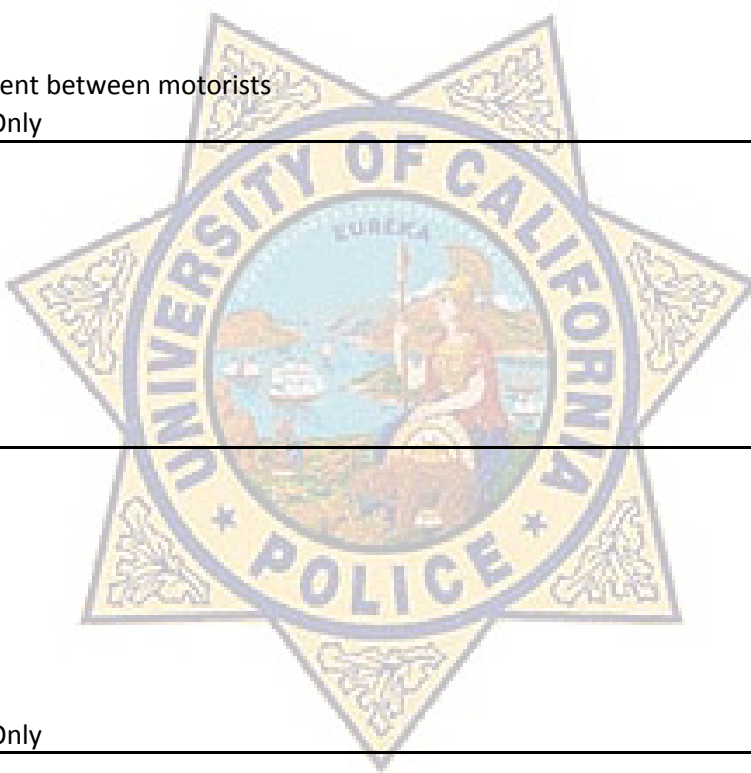 ent between motorists
Only
UNIVERSITY OF CALIFORNIA
EUREKA
POLICE
Only